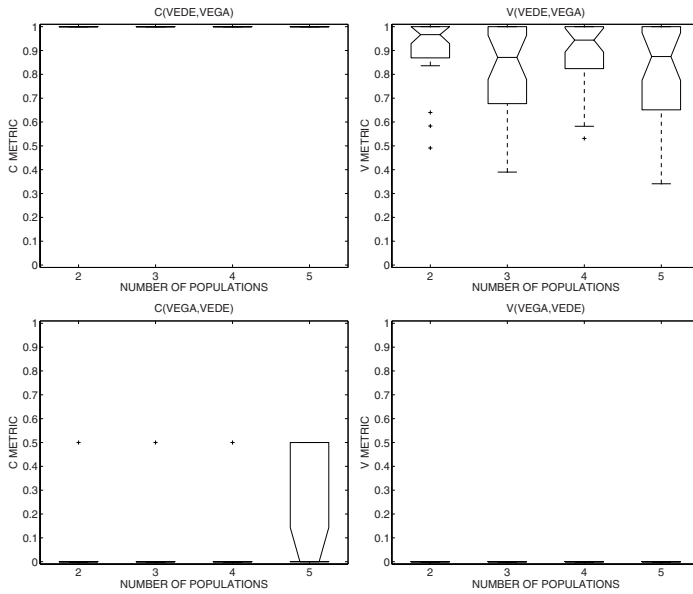 C(VEDE,VEGA)
1
0.9
0.8
0.7
0.6
0.5
0.4
0.3
0.2
0.1
0
C METRIC
2 3 4 5
NUMBER OF POPULATIONS
V(VEDE,VEGA)
1
0.9
0.8
0.7
0.6
0.5
0.4
0.3
0.2
0.1
0
V METRIC
2 3 4 5
NUMBER OF POPULATIONS
C(VEGA,VEDE)
1
0.9
0.8
0.7
0.6
0.5
0.4
0.3
0.2
0.1
0
C METRIC
2 3 4 5
NUMBER OF POPULATIONS
V(VEGA,VEDE)
1
0.9
0.8
0.7
0.6
0.5
0.4
0.3
0.2
0.1
0
V METRIC
2 3 4 5
NUMBER OF POPULATIONS